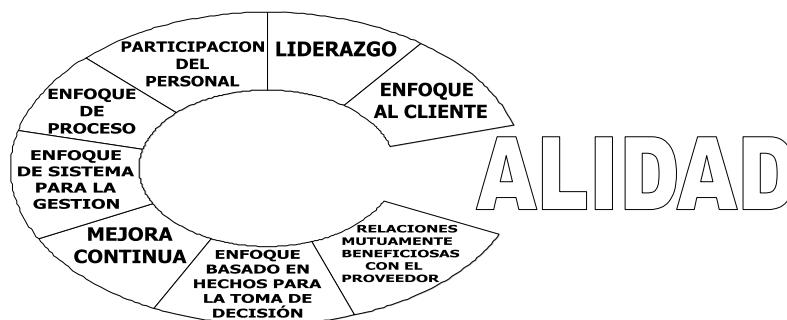 ENFOQUE
AL CLIENTE
LIDERAZGO
PARTICIPACION
DEL
PERSONAL
ENFOQUE
DE
PROCESO
ENFOQUE
DE SISTEMA
PARA LA
GESTION
MEJORA
CONTINUA
ENFOQUE
BASADO EN
HECHOS PARA
LA TOMA DE
DECISIÓN
RELACIONES
MUTUAMENTE
BENEFICIOSAS
CON EL
PROVEEDOR
ALIDAD